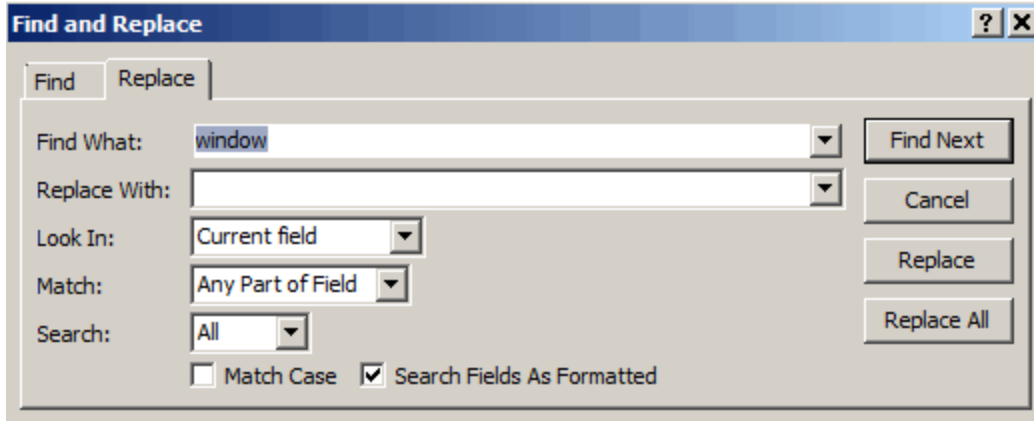 Find and Replace
Find Replace
Find What: window Find Next
Replace With: Cancel
Look In: Current field
Replace
Match: Any Part of Field
Replace All
Search: All
Match Case Search Fields As Formatted